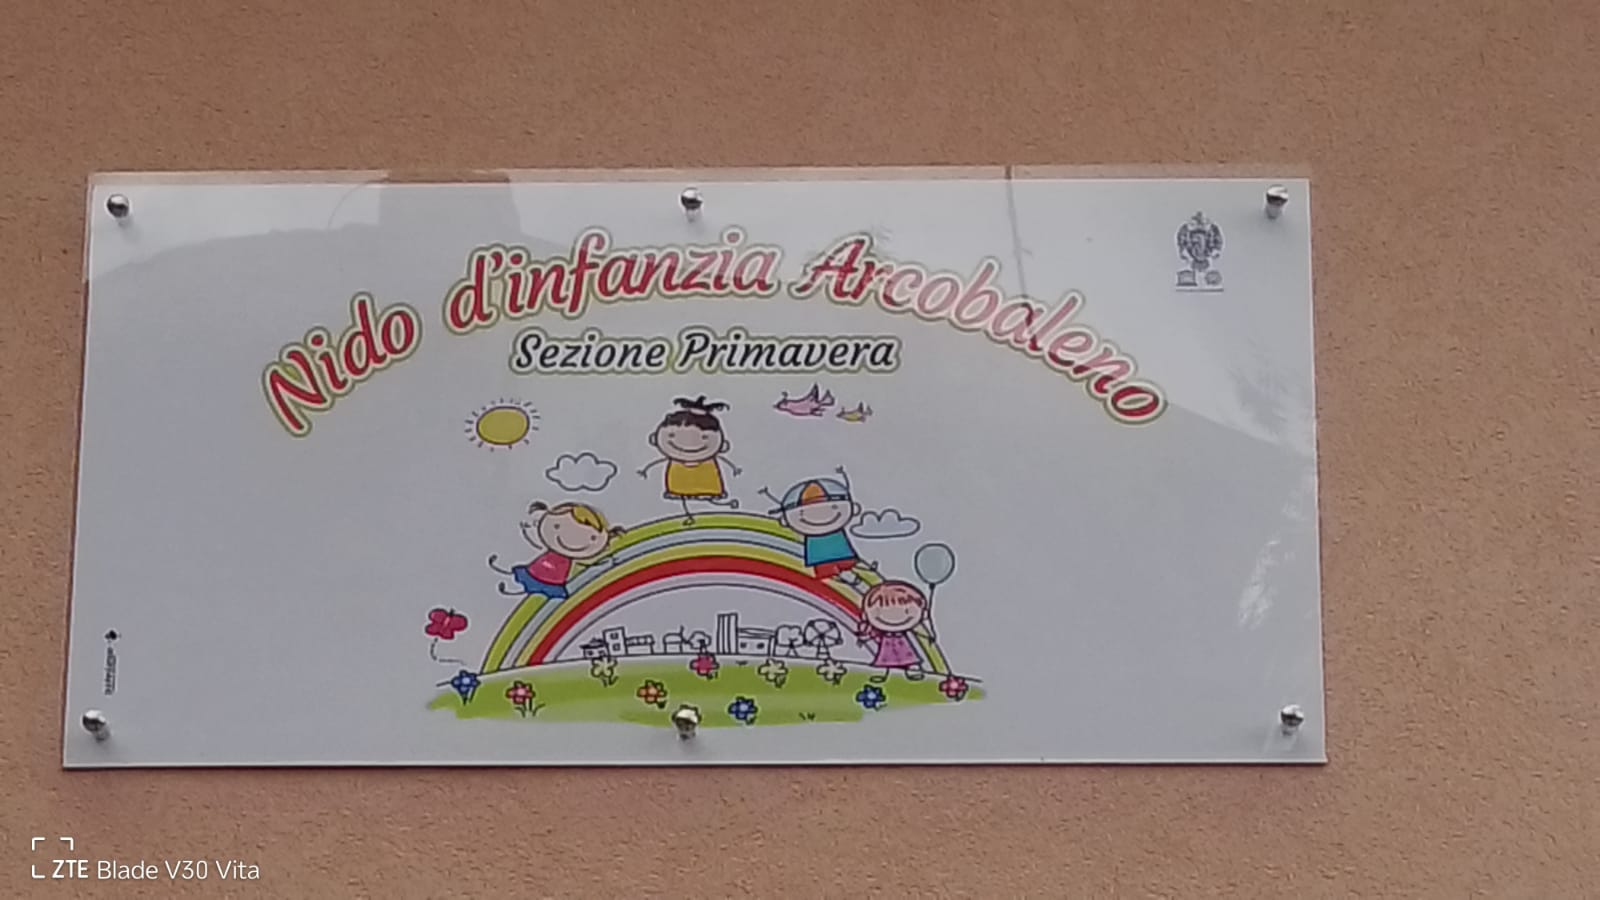 Nido d'infanzia Arcobaleno
Sezione Primavera
ZTE Blade V30 Vita